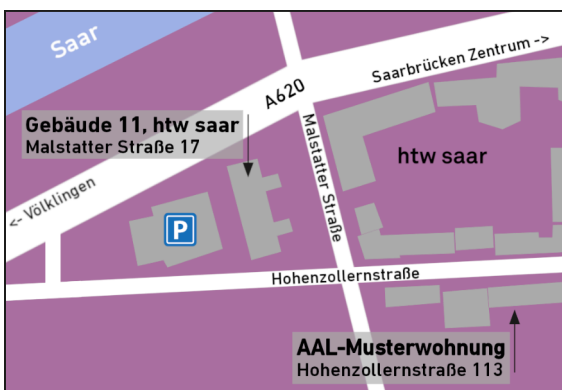 Saar
Saarbrücken Zentrum ->
A620
Gebäude 11, htw saar
Malstatter Straße 17
Malstatter Straße
htw saar
<- Völklingen
P
Hohenzollernstraße
AAL-Musterwohnung
Hohenzollernstraße 113